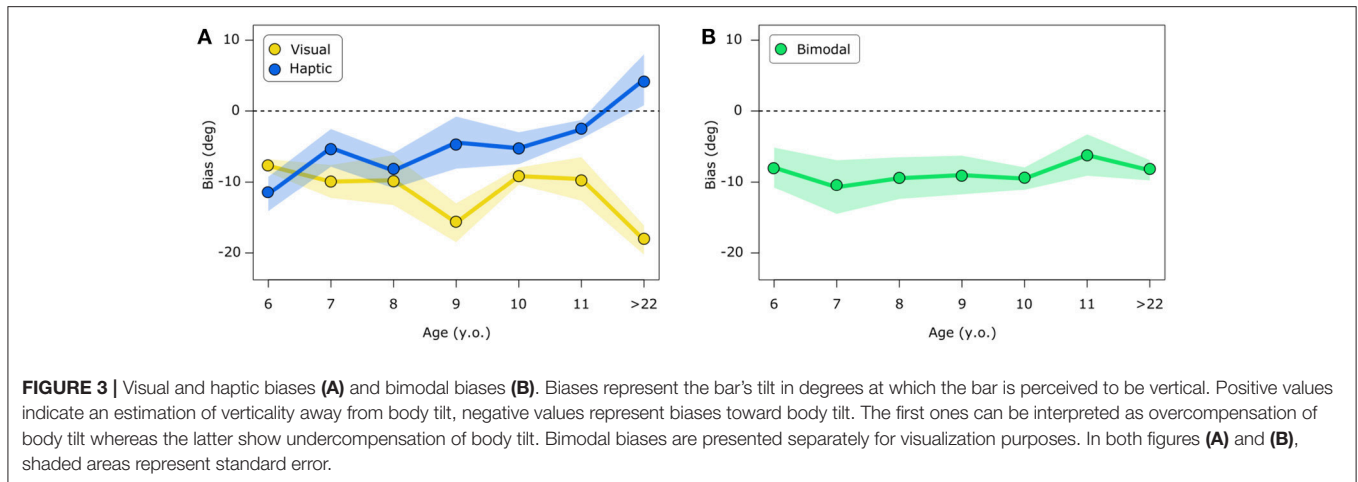 A
10
0
-10
-20
Bias (deg)
Visual
Haptic
6 7 8 9 10 11 >22
Age (y.o.)
B
10
0
-10
-20
Bias (deg)
Bimodal
6 7 8 9 10 11 >22
Age (y.o.)
FIGURE 3 | Visual and haptic biases (A) and bimodal biases (B). Biases represent the bar's tilt in degrees at which the bar is perceived to be vertical. Positive values
indicate an estimation of verticality away from body tilt, negative values represent biases toward body tilt. The first ones can be interpreted as overcompensation of
body tilt whereas the latter show undercompensation of body tilt. Bimodal biases are presented separately for visualization purposes. In both figures (A) and (B),
shaded areas represent standard error.